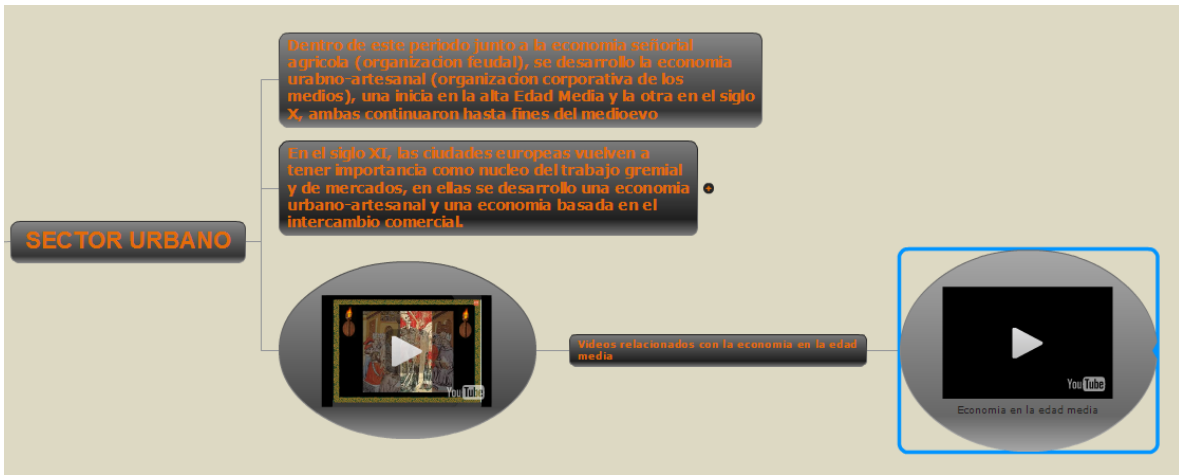 Dentro de este periodo junto a la economia señorial
agricola (organizacion feudal), se desarrollo la economia
urabno-artesanal (organizacion corporativa de los
medios), una inicia en la alta Edad Media y la otra en el siglo
X, ambas continuaron hasta fines del medioevo
En el siglo XI, las ciudades europeas vuelven a
tener importancia como nucleo del trabajo gremial
y de mercados, en ellas se desarrollo una economia
urbano-artesanal y una economia basada en el
intercambio comercial.
SECTOR URBANO
YouTube
Videos relacionados con la economia en la edad
media
YouTube
Economia en la edad media